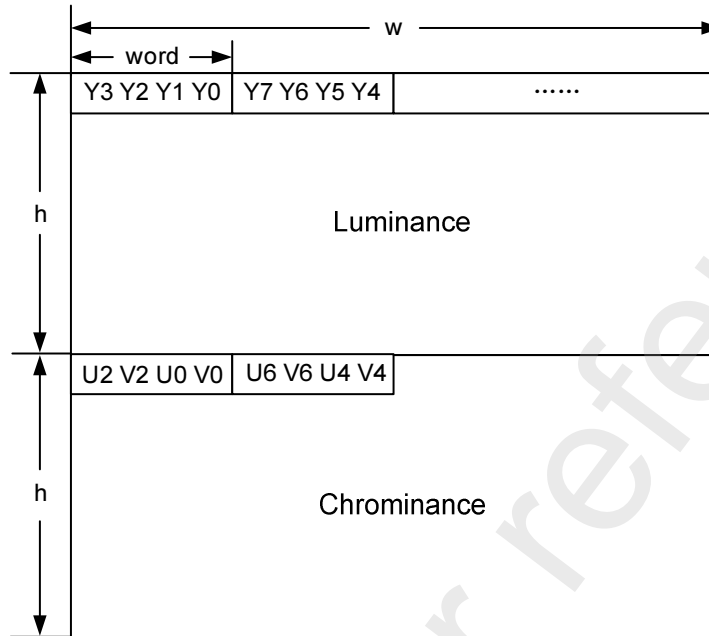 w
word
Y3 Y2 Y1 Y0 Y7 Y6 Y5 Y4 ......
h
Luminance
U2 V2 U0 V0 U6 V6 U4 V4
h
Chrominance
r refe